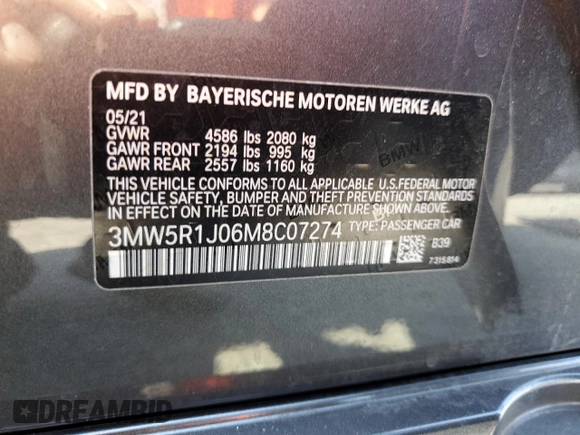 MFD BY BAYERISCHE MOTOREN WERKE AG
05/21
GVWR 4586 lbs 2080 kg
GAWR FRONT 2194 lbs 995 kg
GAWR REAR 2557 lbs 1160 kg
THIS VEHICLE CONFORMS TO ALL APPLICABLE U.S.FEDERAL MOTOR
VEHICLE SAFETY, BUMPER, AND THEFT PREVENTION STANDARDS
IN EFFECT ON THE DATE OF MANUFACTURE SHOWN ABOVE.
3MW5R1J06M8C07274 TYPE: PASSENGER CAR
B39
7315814
BMW
DREAMBID